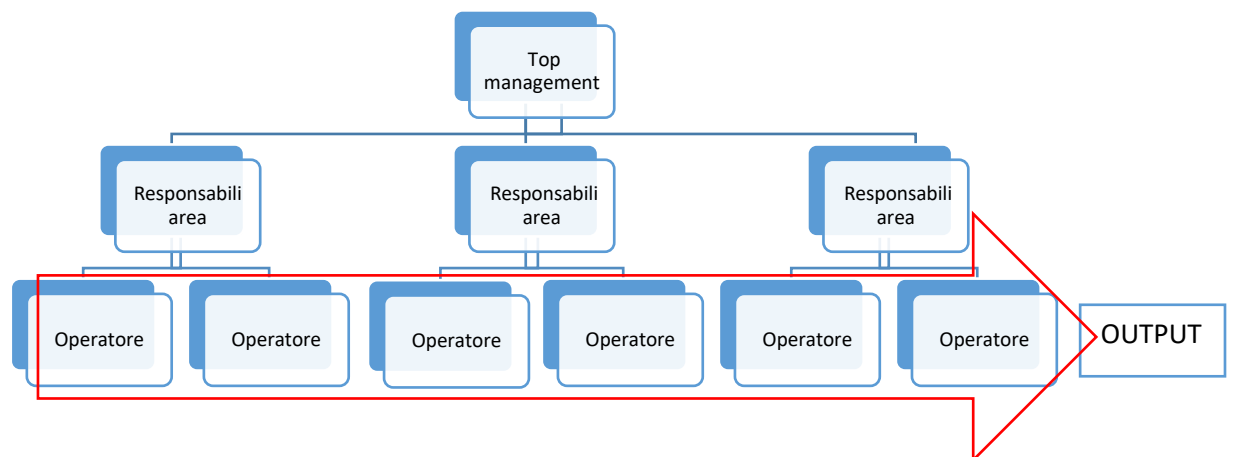 Top
management
Responsabili
area
Responsabili
area
Responsabili
area
Operatore
Operatore
Operatore
Operatore
Operatore
Operatore
OUTPUT